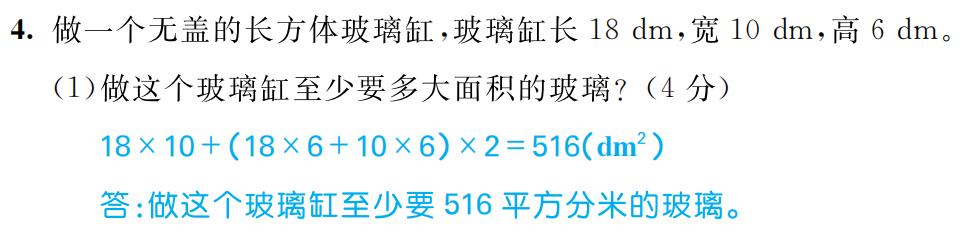 4. 做一个无盖的长方体玻璃缸,玻璃缸长 18 dm,宽 10 dm,高 6 dm。
(1)做这个玻璃缸至少要多大面积的玻璃?(4 分)
18×10+(18×6+10×6)×2=516(dm²)
答:做这个玻璃缸至少要 516 平方分米的玻璃。